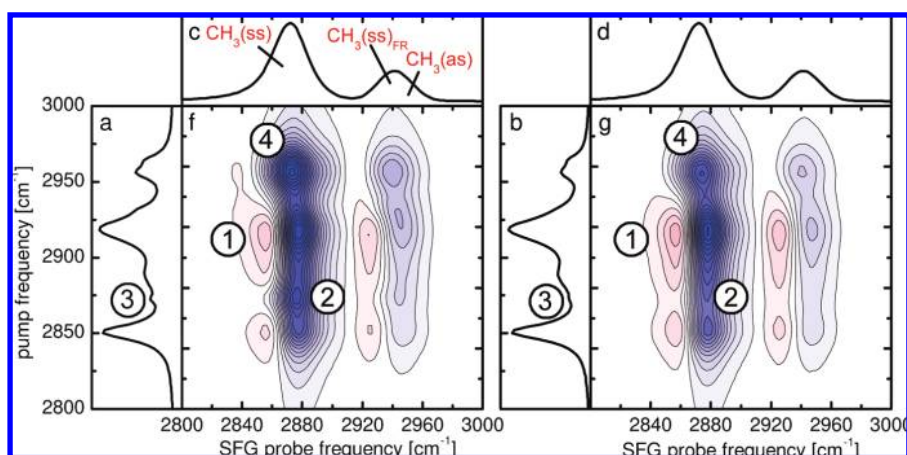 c CH3(ss) CH3(ss)FR CH3(as) d
3000 a f b g
4 4
2950
1 1
2900
3 2 3 2
2850
2800
pump frequency [cm-1]
2800 2840 2880 2920 2960 3000 2840 2880 2920 2960 3000
SFG probe frequency [cm-1] SFG probe frequency [cm-1]